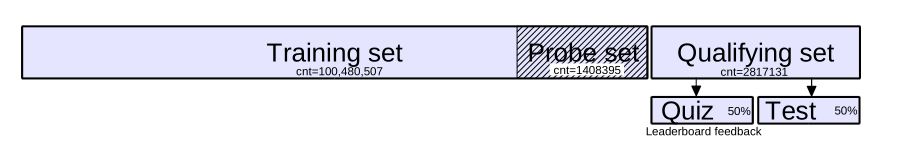 Training set
cnt=100,480,507
Probe set
cnt=1408395
Qualifying set
cnt=2817131
Quiz 50%
Test 50%
Leaderboard feedback